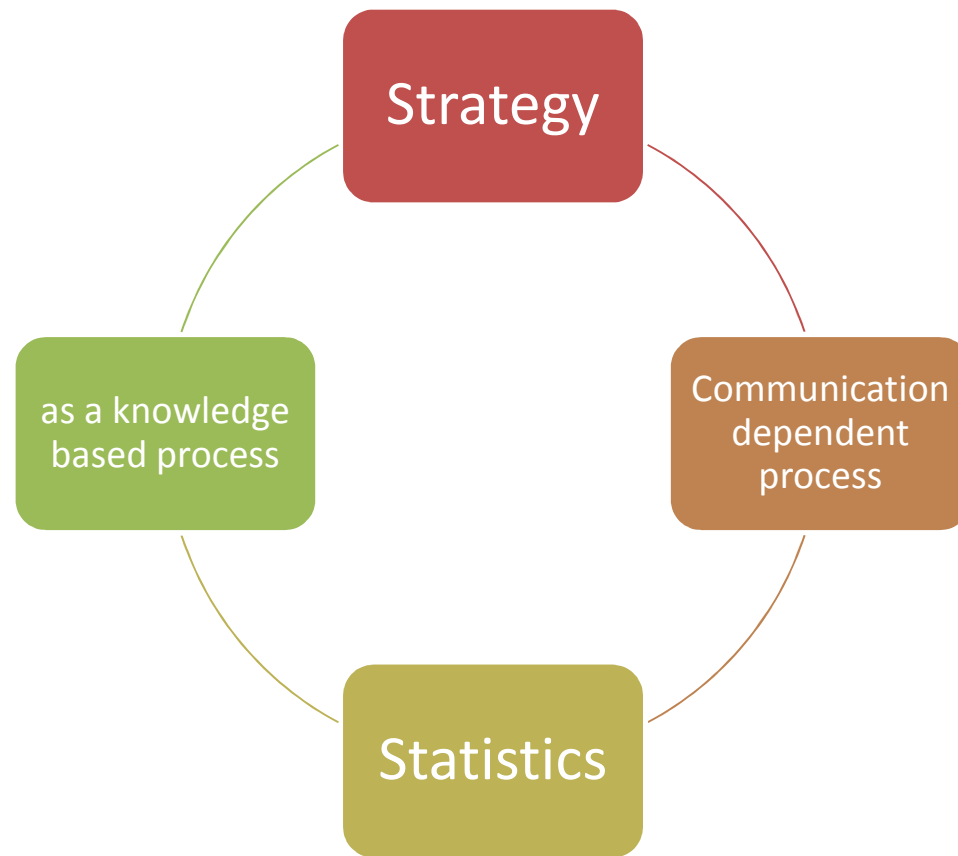 Strategy
Communication
dependent
process
Statistics
as a knowledge
based process